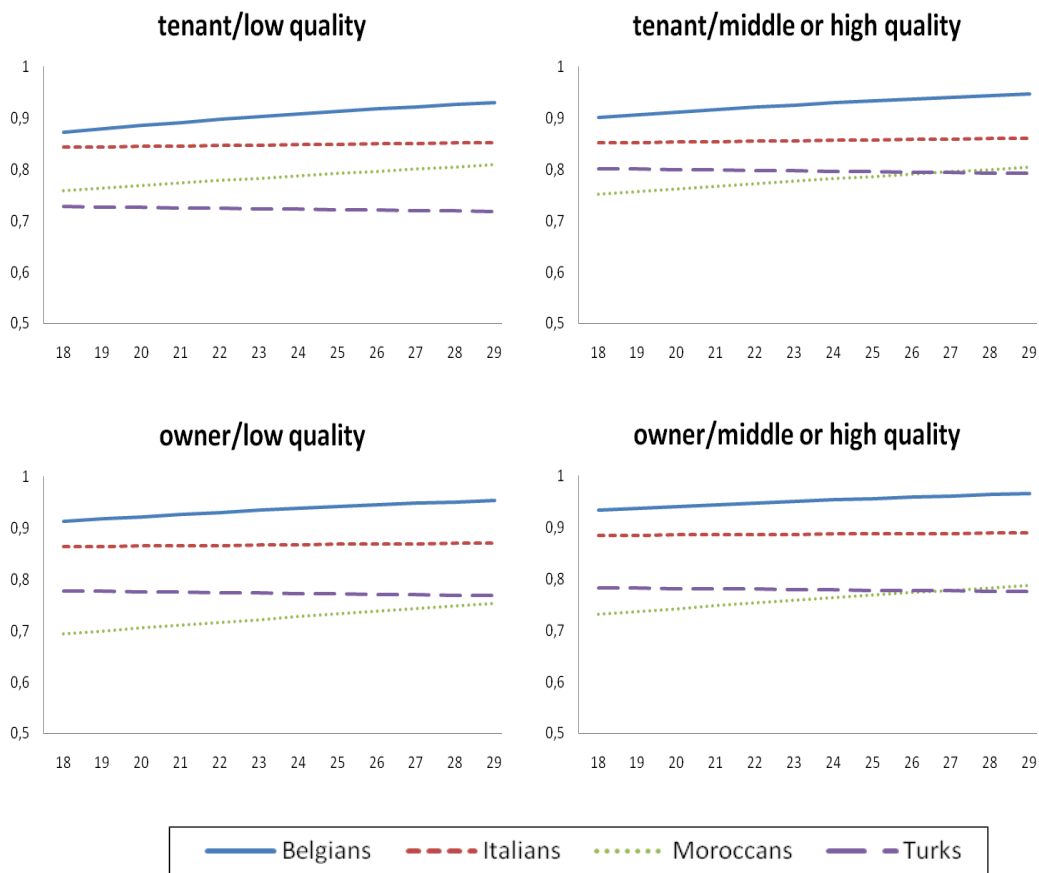 tenant/low quality
1
0,9
0,8
0,7
0,6
0,5
18 19 20 21 22 23 24 25 26 27 28 29
tenant/middle or high quality
1
0,9
0,8
0,7
0,6
0,5
18 19 20 21 22 23 24 25 26 27 28 29
owner/low quality
1
0,9
0,8
0,7
0,6
0,5
18 19 20 21 22 23 24 25 26 27 28 29
owner/middle or high quality
1
0,9
0,8
0,7
0,6
0,5
18 19 20 21 22 23 24 25 26 27 28 29
Belgians Italians Moroccans Turks